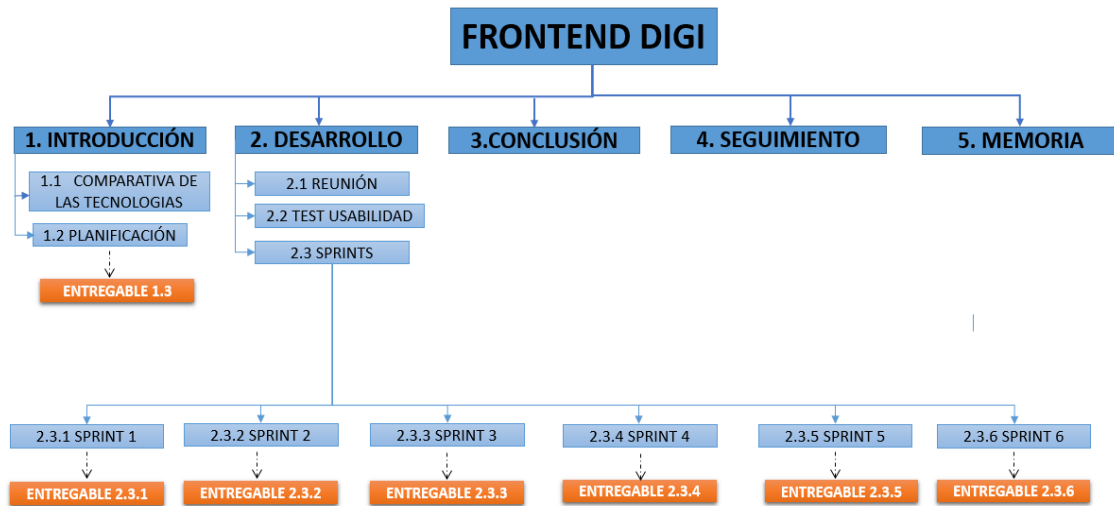 FRONTEND DIGI
1. INTRODUCCIÓN
2. DESARROLLO
3.CONCLUSIÓN
4. SEGUIMIENTO
5. MEMORIA
1.1 COMPARATIVA DE
LAS TECNOLOGIAS
1.2 PLANIFICACIÓN
ENTREGABLE 1.3
2.1 REUNIÓN
2.2 TEST USABILIDAD
2.3 SPRINTS
2.3.1 SPRINT 1
2.3.2 SPRINT 2
2.3.3 SPRINT 3
2.3.4 SPRINT 4
2.3.5 SPRINT 5
2.3.6 SPRINT 6
ENTREGABLE 2.3.1
ENTREGABLE 2.3.2
ENTREGABLE 2.3.3
ENTREGABLE 2.3.4
ENTREGABLE 2.3.5
ENTREGABLE 2.3.6